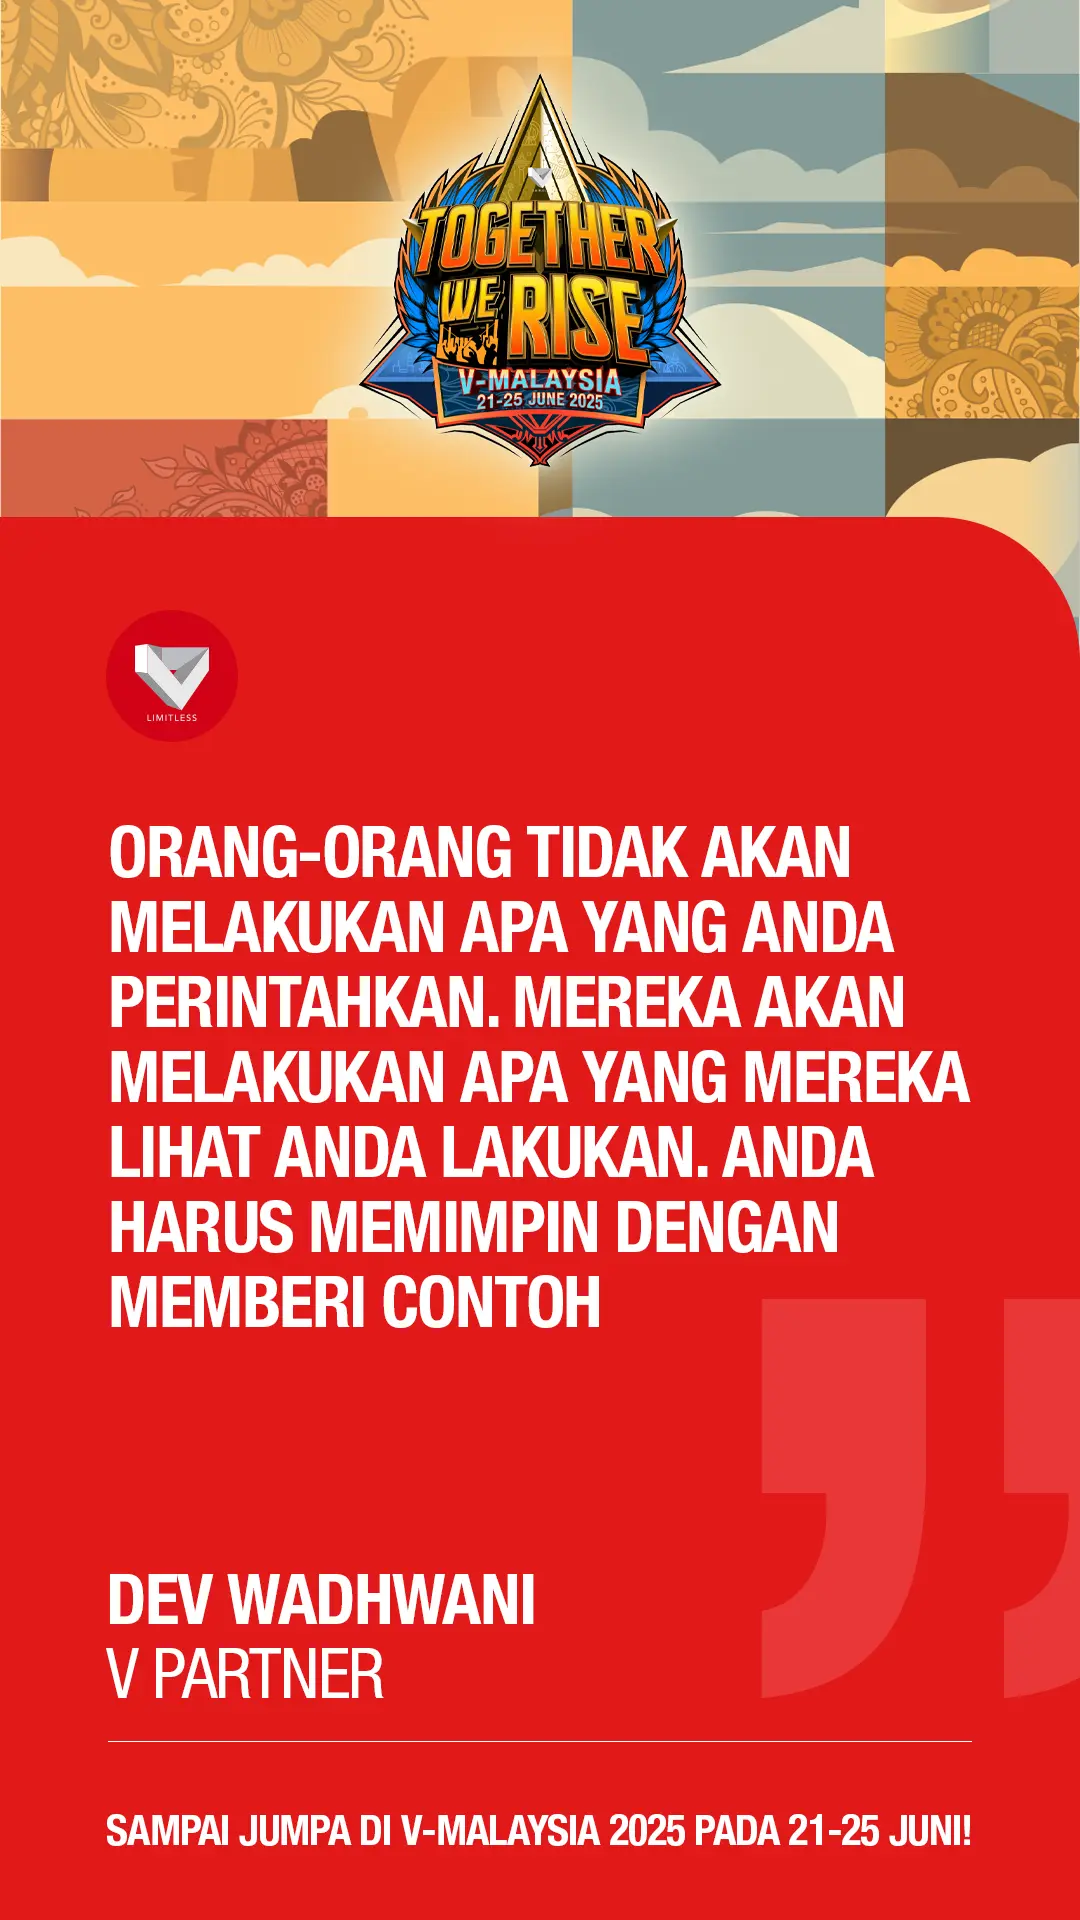 TOGETHER
WE RISE
V-MALAYSIA
21-25 JUNE 2025
LIMITLESS
ORANG-ORANG TIDAK AKAN
MELAKUKAN APA YANG ANDA
PERINTAHKAN. MEREKA AKAN
MELAKUKAN APA YANG MEREKA
LIHAT ANDA LAKUKAN. ANDA
HARUS MEMIMPIN DENGAN
MEMBERI CONTOH
DEV WADHWANI
V PARTNER
SAMPAI JUMPA DI V-MALAYSIA 2025 PADA 21-25 JUNI!